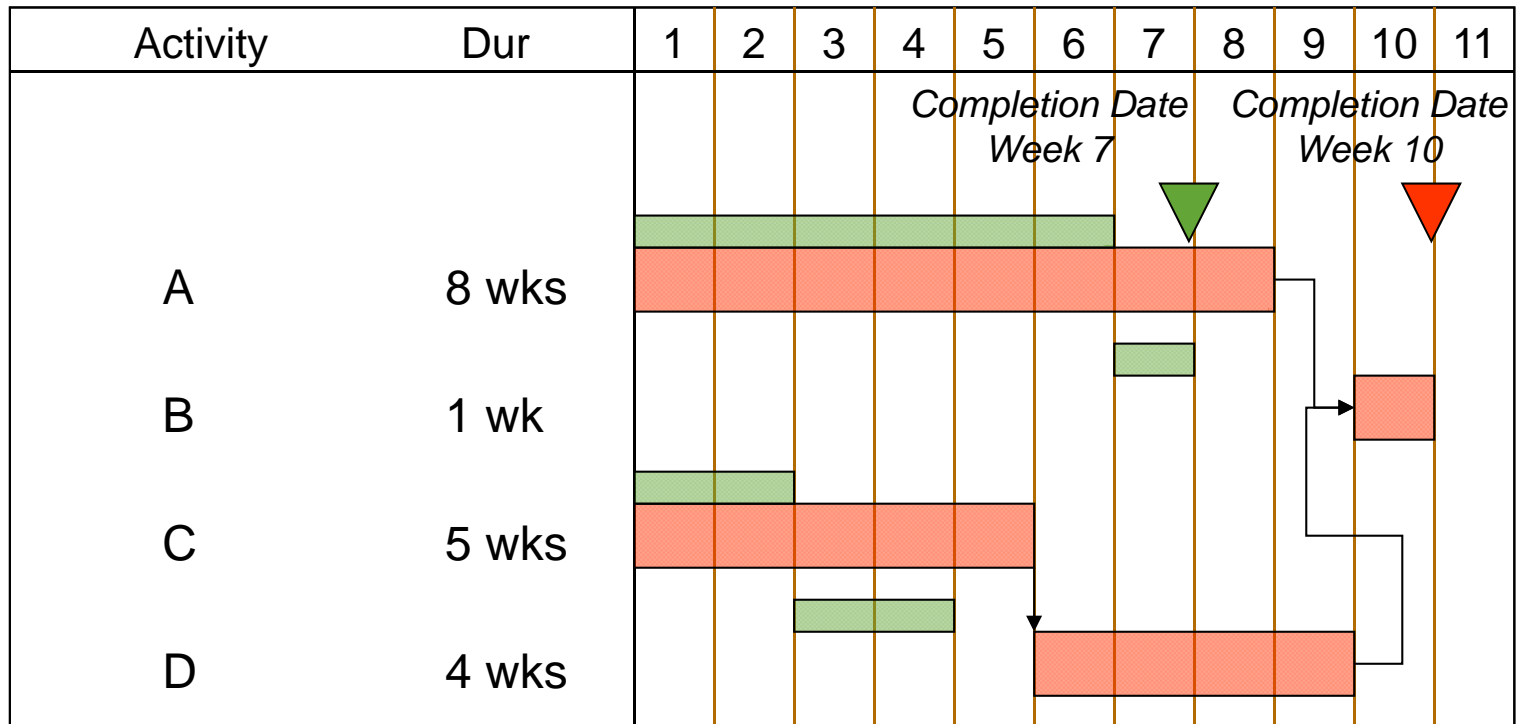 Activity Dur 1 2 3 4 5 6 7 8 9 10 11
Completion Date Completion Date
Week 7 Week 10
A 8 wks
B 1 wk
C 5 wks
D 4 wks